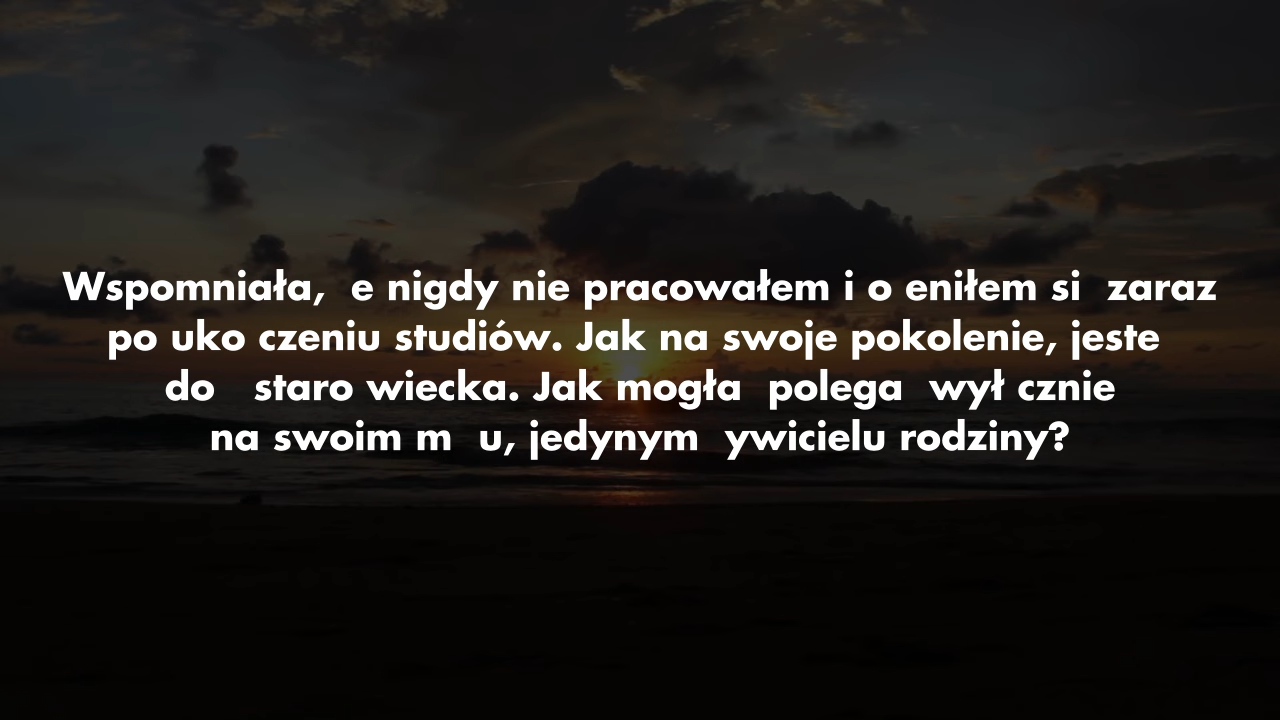 Wspomniała,  e nigdy nie pracowałem i o eniłem si  zaraz
po uko czeniu studiów. Jak na swoje pokolenie, jeste
do   staro wiecka. Jak mogła  polega  wył cznie
na swoim m  u, jedynym  ywicielu rodziny?